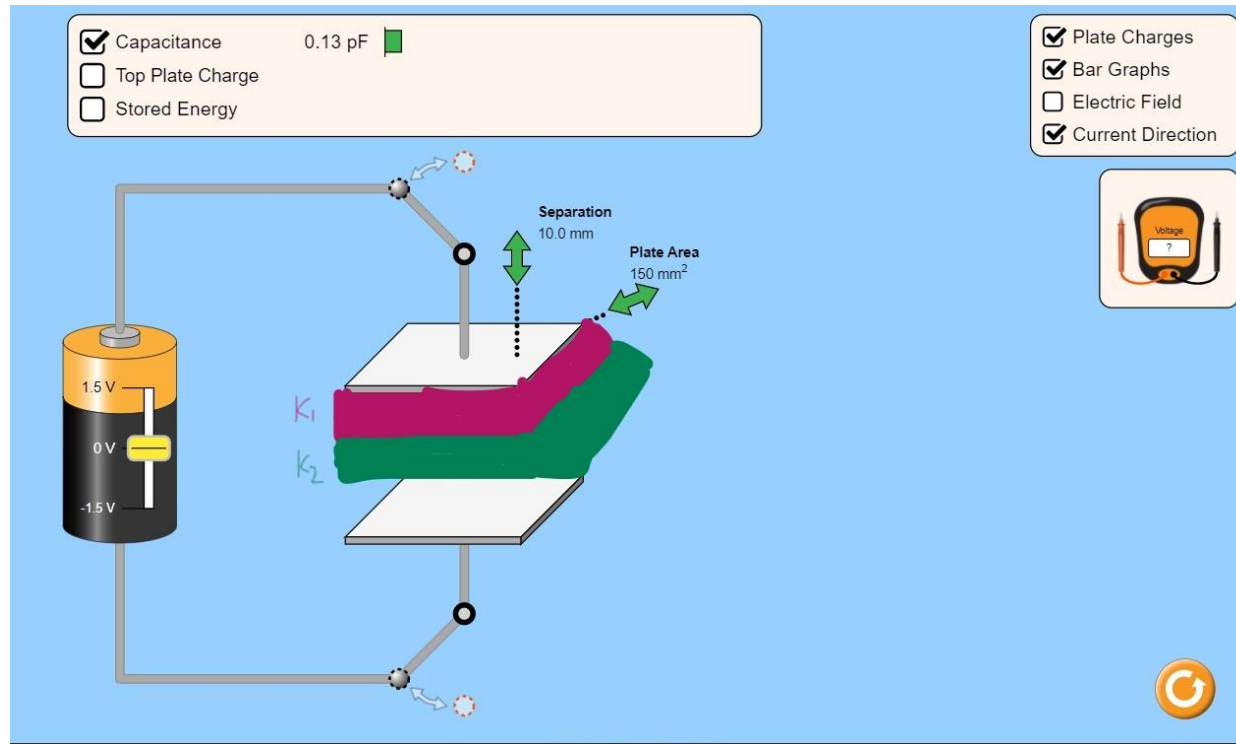 Capacitance 0.13 pF
Top Plate Charge
Stored Energy
Plate Charges
Bar Graphs
Electric Field
Current Direction
Voltage
?
Separation
10.0 mm
Plate Area
150 mm²
1.5 V
0 V
-1.5 V
K₁
K₂